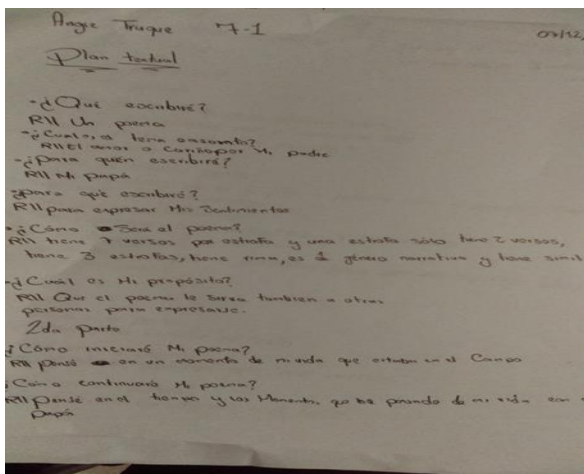 Angie Truque 7-1
Plan textual
-¿Qué escribiré?
R// Un poema
-¿Cual es el tema
R// El amor o Cariño por Mi padre
-¿para quién escribiré?
R// Mi papá
¿para qué escribiré?
R// para expresar Mis Sentimientos
-¿Cómo Será el poema?
R// tiene 7 versos por estrofa y una estrofa sólo tiene 2 versos,
tiene 3 estrofas, tiene rima, es género narrativo y tiene simil
-¿Cuál es Mi propósito?
R// Que el poema le sirva tambien a otras
personas para expresarse.
2da parte
¿Cómo iniciaré Mi poema?
R// pensé en un momento de mi vida que estaba en el Campo
¿Cómo continuaré Mi poema?
R// pensé en el tiempo y los Momentos, que he pasando de mi vida con
papá